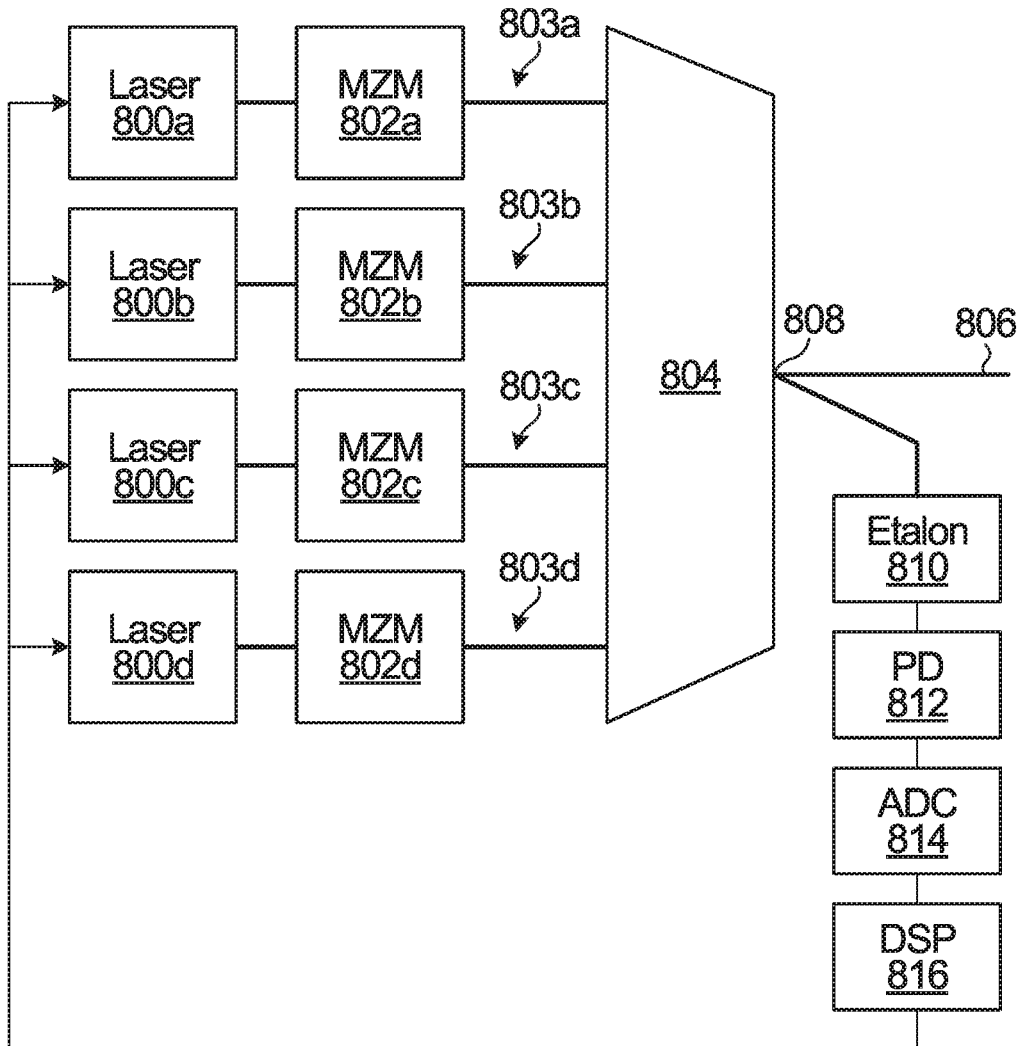 803a
Laser
800a
MZM
802a
803b
Laser
800b
MZM
802b
808
806
804
803c
Laser
800c
MZM
802c
Etalon
810
803d
Laser
800d
MZM
802d
PD
812
ADC
814
DSP
816